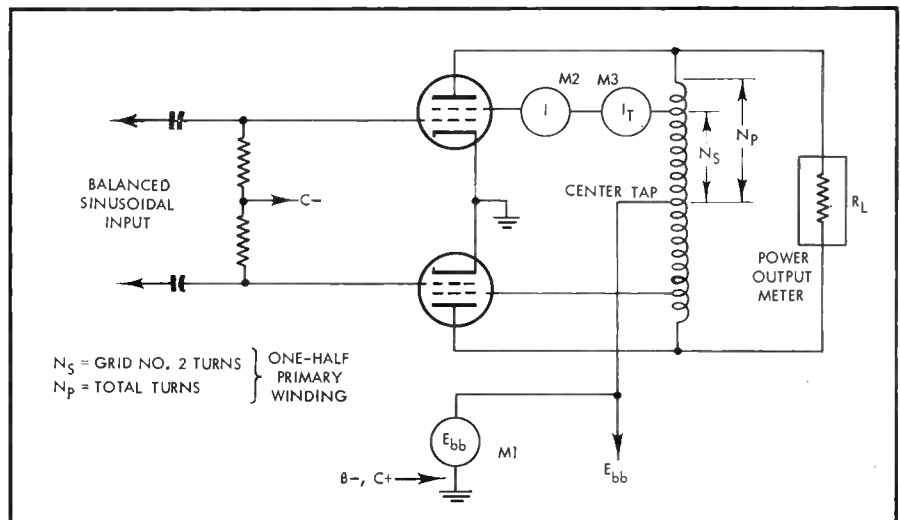 M2 M3
I
I_T
N_P
N_S
BALANCED
SINUSOIDAL
INPUT
C-
CENTER TAP
R_L
POWER
OUTPUT
METER
N_S = GRID NO. 2 TURNS
N_P = TOTAL TURNS
ONE-HALF
PRIMARY
WINDING
E_bb
M1
B-, C+
E_bb